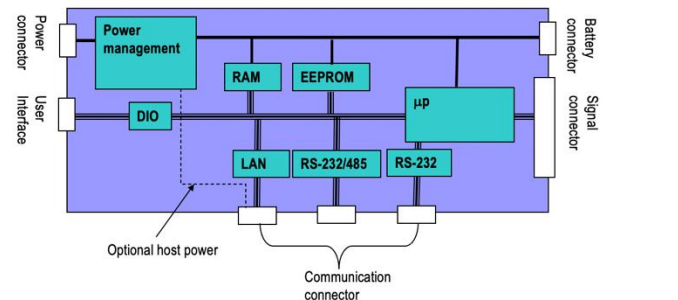 Power
connector
Power
management
Battery
connector
RAM
EEPROM
User
Interface
DIO
μp
Signal
connector
LAN
RS-232/485
RS-232
Optional host power
Communication
connector